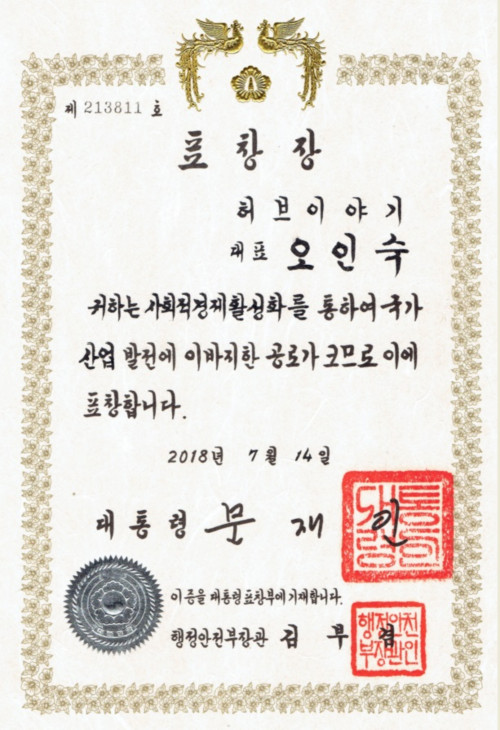 제 213811 호
표 창 장
허브이야기
대표 오인숙
귀하는 사회적경제활성화를 통하여 국가
산업 발전에 이바지한 공로가 크므로 이에
표창합니다.
2018년 7월 14일
대통령 문 재 인
대통령의인
이 증을 대통령표창부에 기재합니다.
행정안전부장관 김 부 겸
행정안전
부장관인